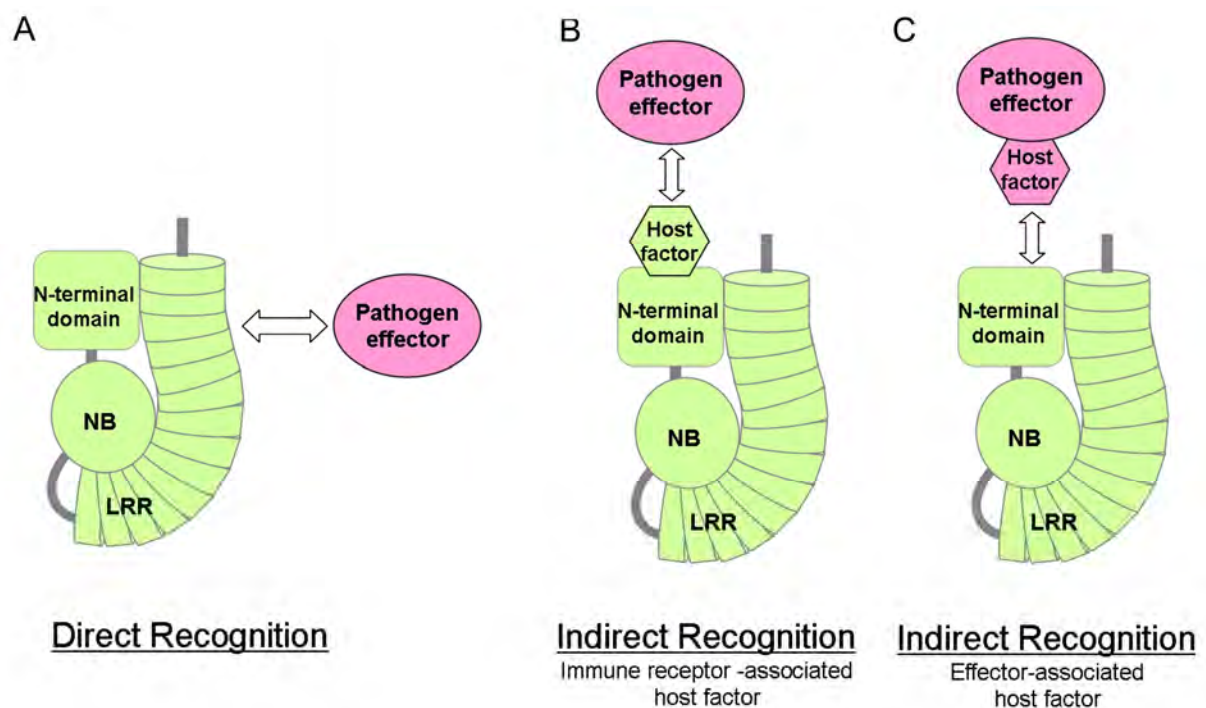 A
N-terminal
domain
NB
LRR
Pathogen
effector
Direct Recognition
B
Pathogen
effector
Host
factor
N-terminal
domain
NB
LRR
Indirect Recognition
Immune receptor -associated
host factor
C
Pathogen
effector
Host
factor
N-terminal
domain
NB
LRR
Indirect Recognition
Effector-associated
host factor